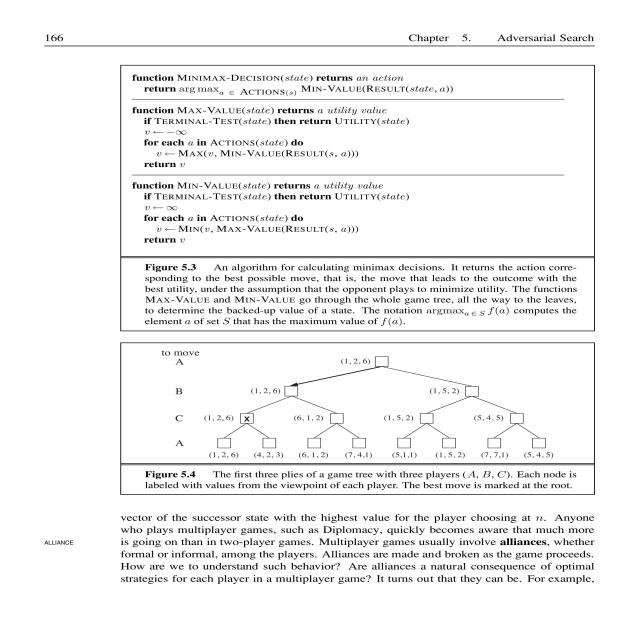 166 Chapter 5. Adversarial Search
function MINIMAX-DECISION(state) returns an action
return arg max a ∈ ACTIONS(s) MIN-VALUE(RESULT(state, a))
function MAX-VALUE(state) returns a utility value
if TERMINAL-TEST(state) then return UTILITY(state)
v ← −∞
for each a in ACTIONS(state) do
v ← MAX(v, MIN-VALUE(RESULT(s, a)))
return v
function MIN-VALUE(state) returns a utility value
if TERMINAL-TEST(state) then return UTILITY(state)
v ← ∞
for each a in ACTIONS(state) do
v ← MIN(v, MAX-VALUE(RESULT(s, a)))
return v
Figure 5.3 An algorithm for calculating minimax decisions. It returns the action corre-
sponding to the best possible move, that is, the move that leads to the outcome with the
best utility, under the assumption that the opponent plays to minimize utility. The functions
MAX-VALUE and MIN-VALUE go through the whole game tree, all the way to the leaves,
to determine the backed-up value of a state. The notation argmax a ∈ S f(a) computes the
element a of set S that has the maximum value of f(a).
to move
A (1, 2, 6)
B (1, 2, 6) (1, 5, 2)
C (1, 2, 6) X (6, 1, 2) (1, 5, 2) (5, 4, 5)
A
(1, 2, 6) (4, 2, 3) (6, 1, 2) (7, 4,1) (5,1,1) (1, 5, 2) (7, 7,1) (5, 4, 5)
Figure 5.4 The first three plies of a game tree with three players (A, B, C). Each node is
labeled with values from the viewpoint of each player. The best move is marked at the root.
vector of the successor state with the highest value for the player choosing at n. Anyone
who plays multiplayer games, such as Diplomacy, quickly becomes aware that much more
ALLIANCE is going on than in two-player games. Multiplayer games usually involve alliances, whether
formal or informal, among the players. Alliances are made and broken as the game proceeds.
How are we to understand such behavior? Are alliances a natural consequence of optimal
strategies for each player in a multiplayer game? It turns out that they can be. For example,